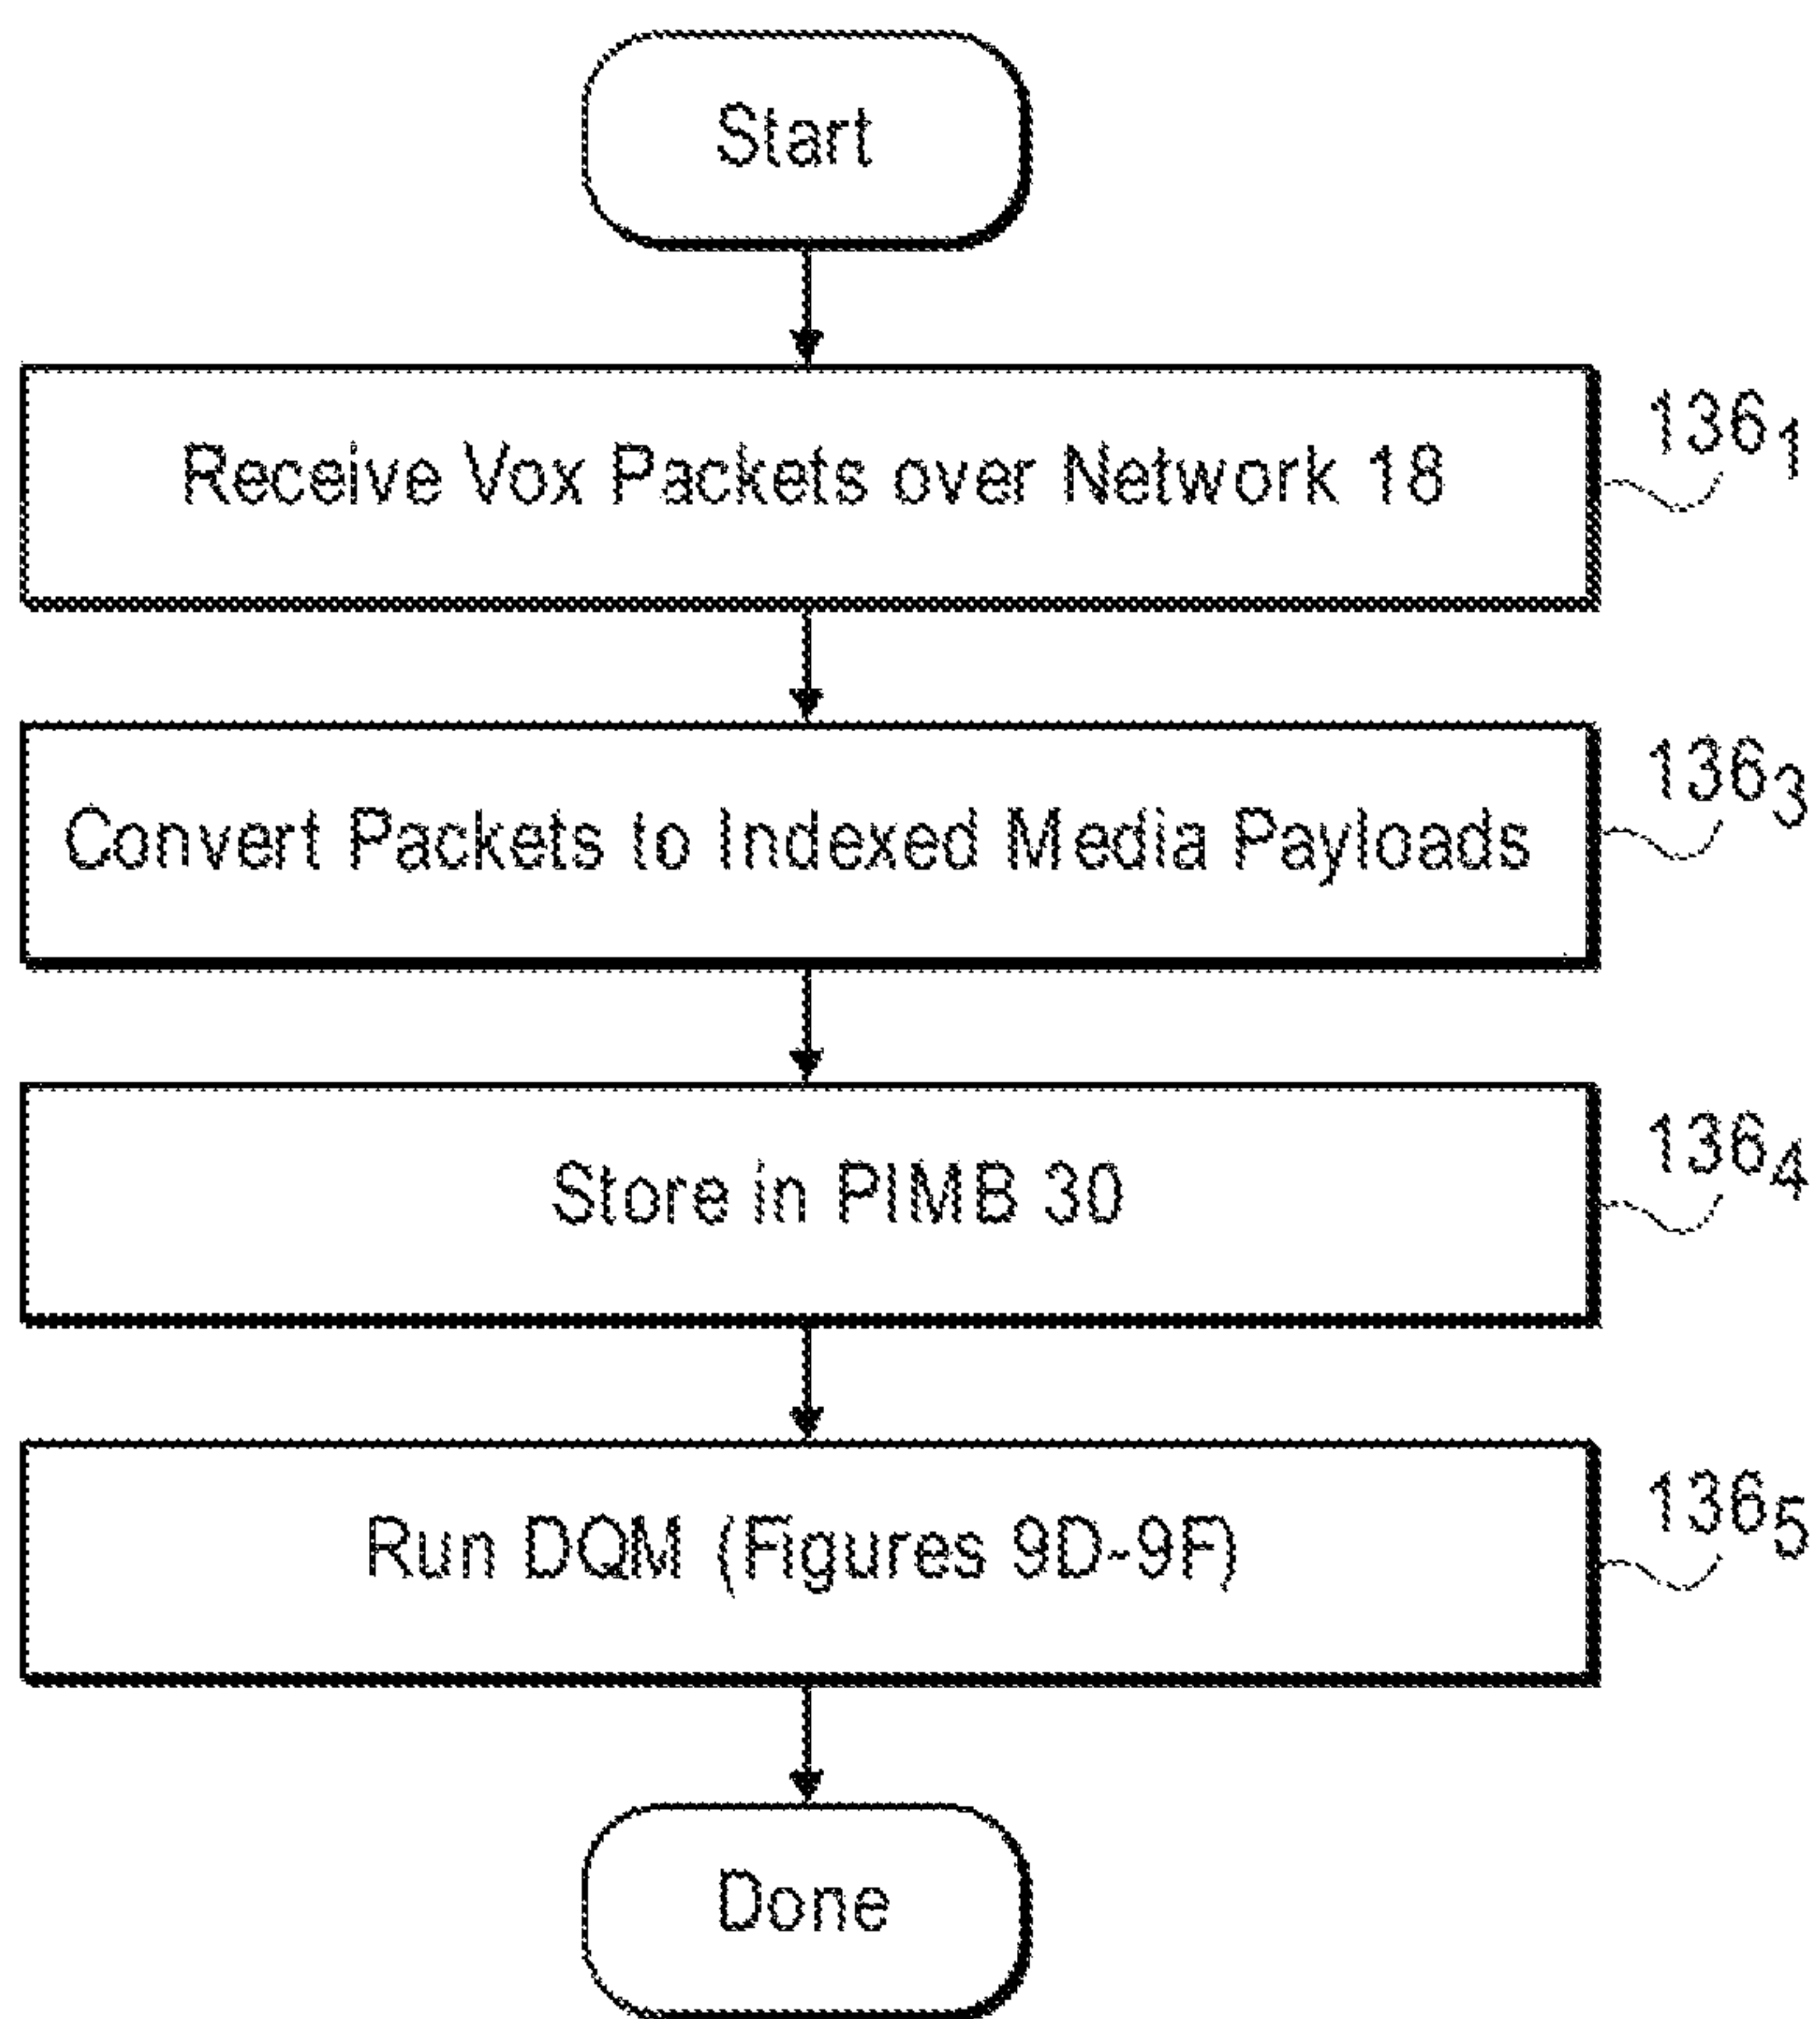 Start
Receive Vox Packets over Network 18
136₁
Convert Packets to Indexed Media Payloads
136₃
Store in PIMB 30
136₄
Run DQM (Figures 9D-9F)
136₅
Done